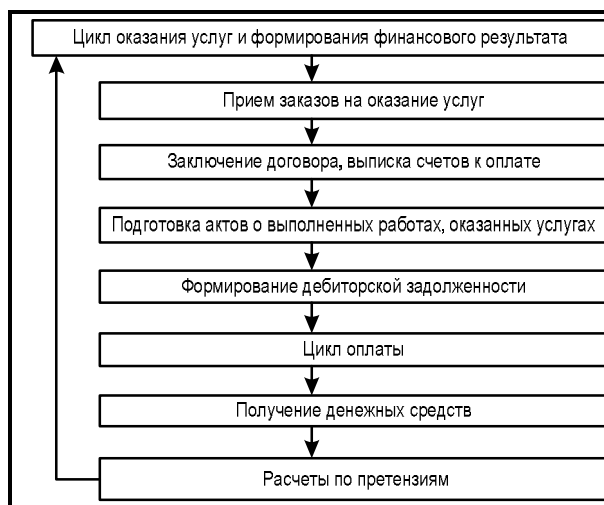 Цикл оказания услуг и формирования финансового результата
Прием заказов на оказание услуг
Заключение договора, выписка счетов к оплате
Подготовка актов о выполненных работах, оказанных услугах
Формирование дебиторской задолженности
Цикл оплаты
Получение денежных средств
Расчеты по претензиям